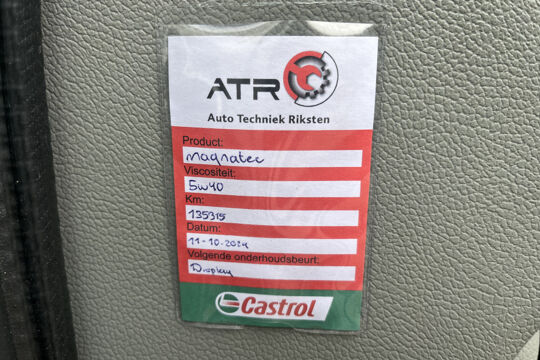 ATR
Auto Techniek Riksten
Product:
Magnatec
Viscositeit:
5W40
Km:
135315
Datum:
11-10-2024
Volgende onderhoudsbeurt:
Display
Castrol